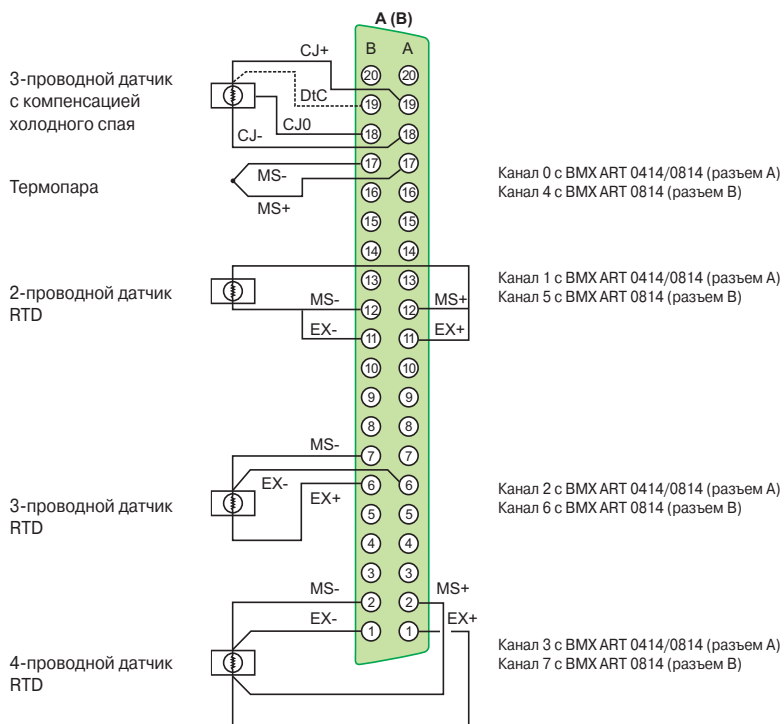 A (B)
B A
CJ+
20 20
3-проводной датчик
с компенсацией
холодного спая
DtC
19 19
CJ0
CJ-
18 18
17 17
Термопара
MS-
MS+
16 16
Канал 0 с BMX ART 0414/0814 (разъем A)
Канал 4 с BMX ART 0814 (разъем B)
15 15
14 14
13 13
Канал 1 с BMX ART 0414/0814 (разъем A)
Канал 5 с BMX ART 0814 (разъем B)
2-проводной датчик
RTD
MS- 12 12 MS+
EX- 11 11 EX+
10 10
9 9
8 8
MS- 7 7
EX- 6 6
EX+
3-проводной датчик
RTD
Канал 2 с BMX ART 0414/0814 (разъем A)
Канал 6 с BMX ART 0814 (разъем B)
5 5
4 4
3 3
MS- 2 2 MS+
EX- 1 1 EX+
4-проводной датчик
RTD
Канал 3 с BMX ART 0414/0814 (разъем A)
Канал 7 с BMX ART 0814 (разъем B)